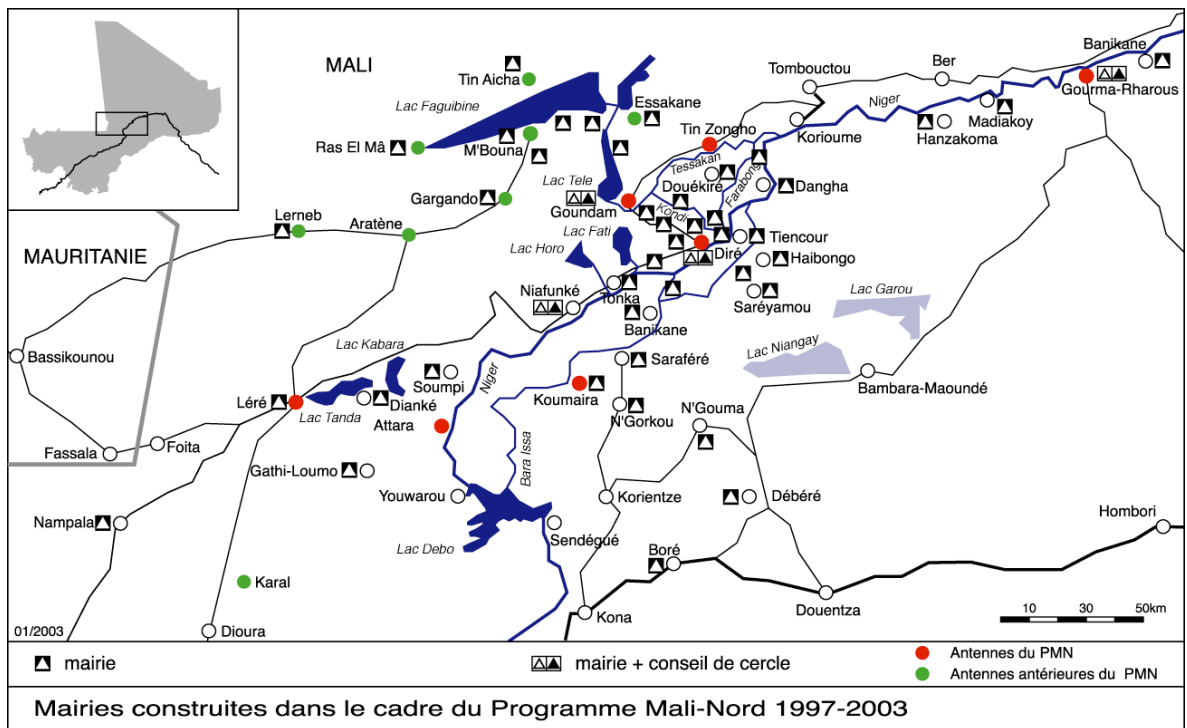 MALI
Tin Aicha
Lac Faguibine
Essakane
Tombouctou
Ber
Banikane
Gourma-Rharous
Niger
Madiakoy
Hanzakoma
Korioume
Ras El Mâ
M'Bouna
Tin Zongho
Tessakan
Lac Tele
Douékiré
Farabongo
Dangha
Gargando
Goundam
Kondi
Lerneb
Aratène
Lac Fati
Lac Horo
Diré
Tiencour
Haibongo
MAURITANIE
Niafunké
Tonka
Saréyamou
Lac Garou
Banikane
Lac Niangay
Bassikounou
Lac Kabara
Niger
Saraféré
Bambara-Maoundé
Soumpi
Koumaira
Léré
Dianké
Lac Tanda
Attara
N'Gorkou
N'Gouma
Fassala
Foita
Bara Issa
Gathi-Loumo
Youwarou
Korientze
Débéré
Nampala
Sendégué
Hombori
Lac Debo
Boré
Karal
Douentza
Kona
10 30 50km
01/2003
Dioura
mairie
mairie + conseil de cercle
Antennes du PMN
Antennes antérieures du PMN
Mairies construites dans le cadre du Programme Mali-Nord 1997-2003